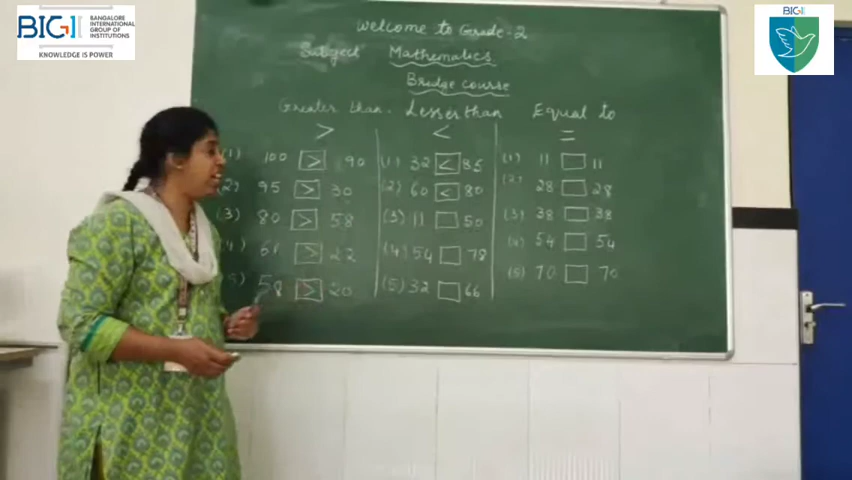 BIG
BANGALORE
INTERNATIONAL
GROUP OF
INSTITUTIONS
KNOWLEDGE IS POWER
BIG
Welcome to Grade-2
Subject Mathematics
Bridge course
Greater than. Lesser than Equal to
> < =
(1) 100 > 90 (1) 32 < 85 (1) 11 11
(2) 95 > 30 (2) 60 < 80 (2) 28 28
(3) 80 > 58 (3) 11 50 (3) 38 38
(4) 61 > 22 (4) 54 78 (4) 54 54
(5) 58 > 20 (5) 32 66 (5) 70 70